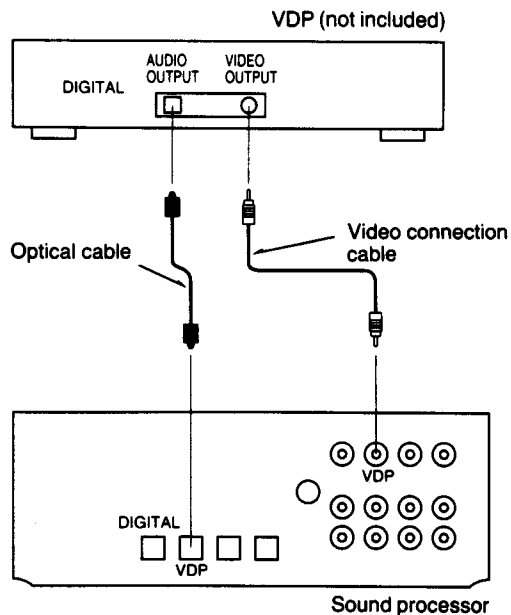 VDP (not included)
AUDIO OUTPUT
VIDEO OUTPUT
DIGITAL
Optical cable
Video connection
cable
VDP
DIGITAL
VDP
Sound processor